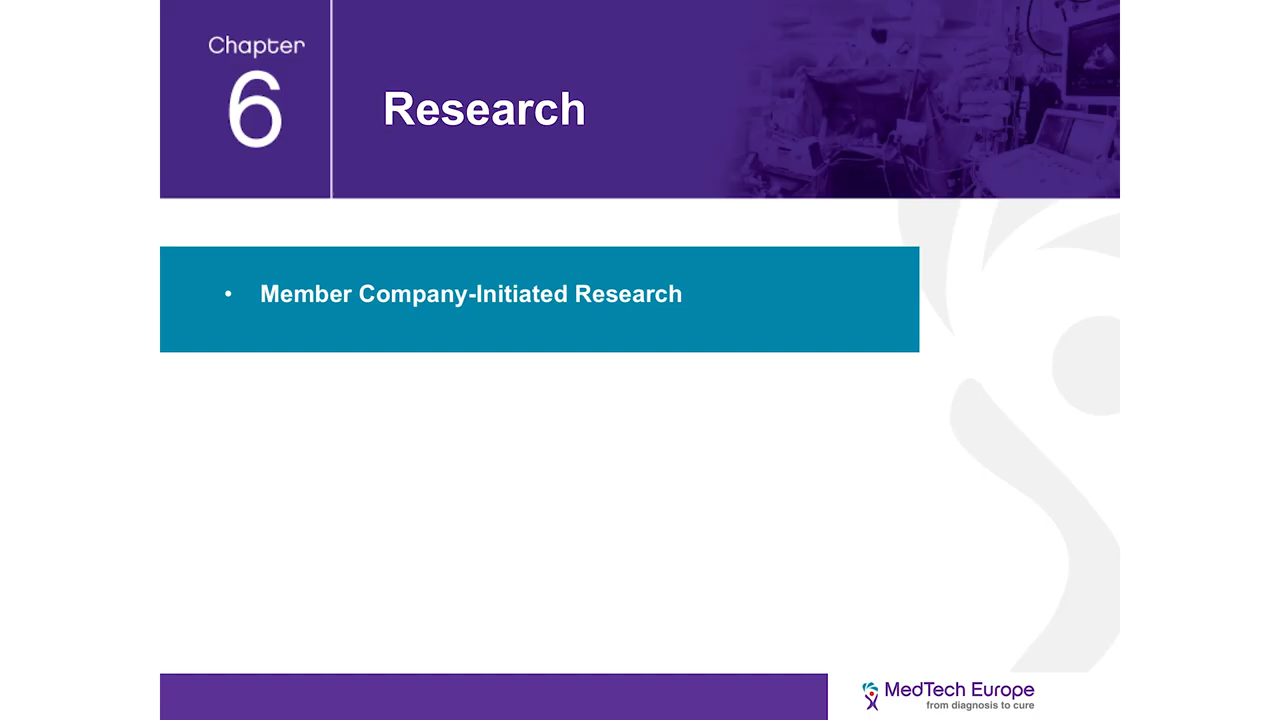 Chapter
6
Research
• Member Company-Initiated Research
MedTech Europe
from diagnosis to cure